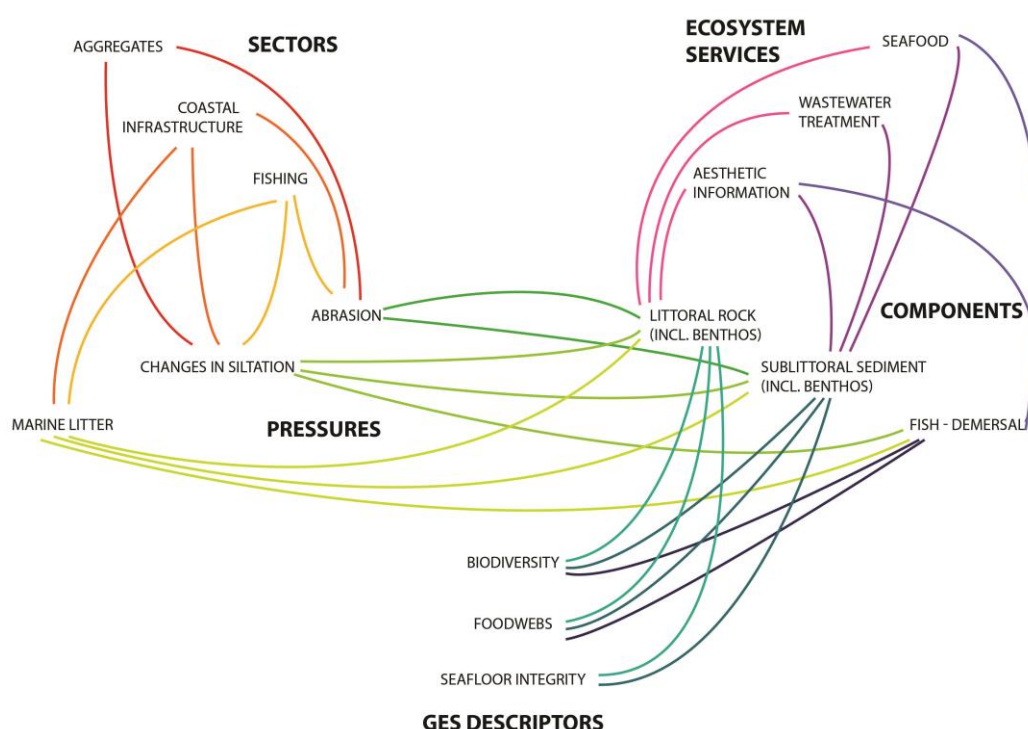 SECTORS
AGGREGATES
COASTAL
INFRASTRUCTURE
FISHING
ECOSYSTEM
SERVICES
SEAFOOD
WASTEWATER
TREATMENT
AESTHETIC
INFORMATION
ABRASION
CHANGES IN SILTATION
MARINE LITTER
PRESSURES
COMPONENTS
LITTORAL ROCK
(INCL. BENTHOS)
SUBLITTORAL SEDIMENT
(INCL. BENTHOS)
FISH - DEMERSAL
BIODIVERSITY
FOODWEBS
SEAFLOOR INTEGRITY
GES DESCRIPTORS